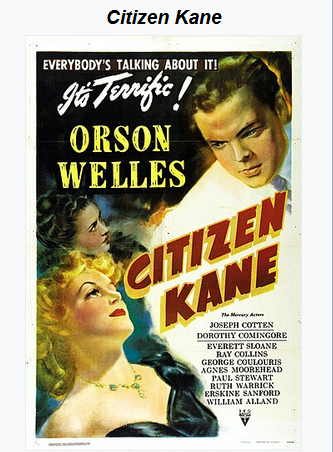 Citizen Kane
EVERYBODY'S TALKING ABOUT IT!
It's Terrific!
ORSON
WELLES
CITIZEN
KANE
The Mercury Actors
JOSEPH COTTEN
DOROTHY COMINGORE
EVERETT SLOANE
RAY COLLINS
GEORGE COULOURIS
AGNES MOOREHEAD
PAUL STEWART
RUTH WARRICK
ERSKINE SANFORD
WILLIAM ALLAND